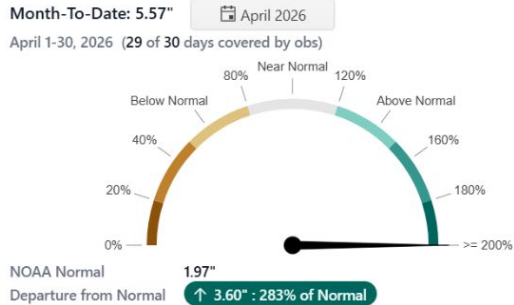 Month-To-Date: 5.57" April 2026
April 1-30, 2026 (29 of 30 days covered by obs)
Near Normal
80% 120%
Below Normal Above Normal
40% 160%
20% 180%
0% >= 200%
NOAA Normal 1.97"
Departure from Normal ↑ 3.60" : 283% of Normal